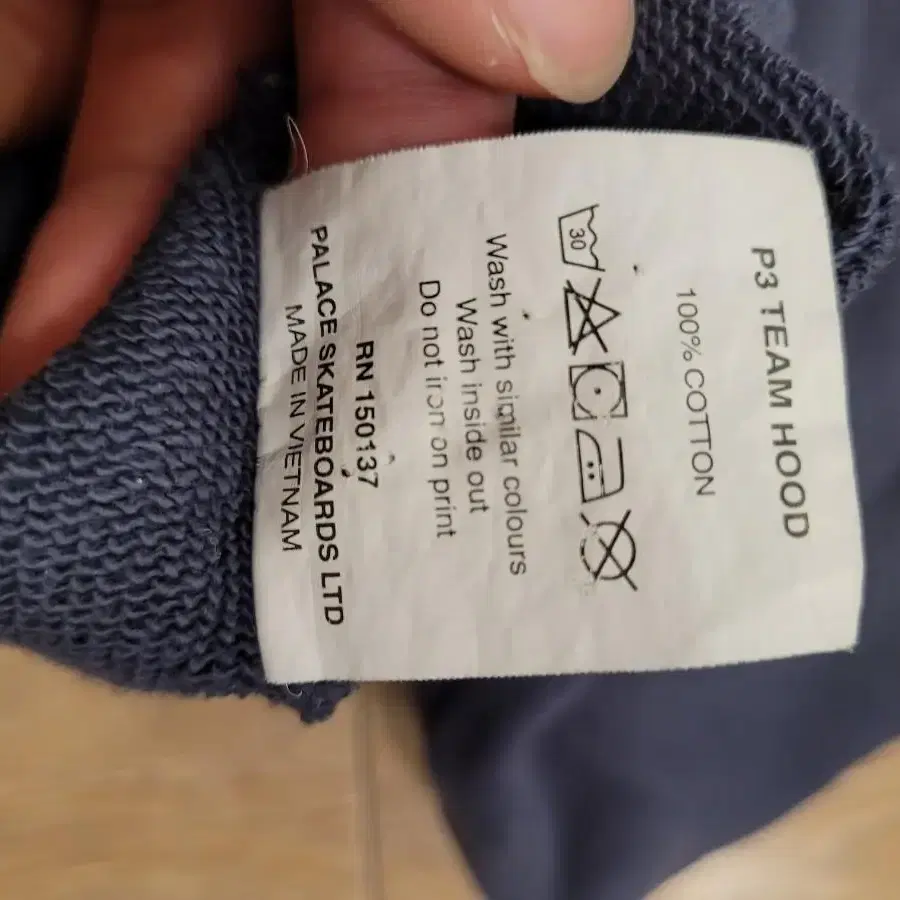 P3 TEAM HOOD
100% COTTON
30
Wash with similar colours
Wash inside out
Do not iron on print
RN 150137
PALACE SKATEBOARDS LTD
MADE IN VIETNAM